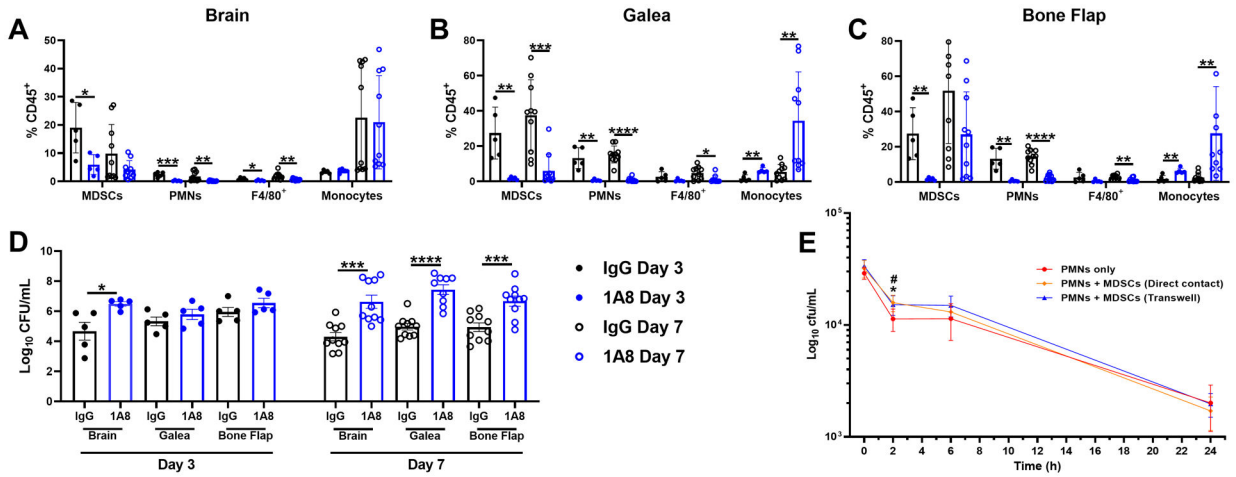 A
Brain
% CD45+
50
40
30
20
10
0
* *** ** * **
MDSCs PMNs F4/80+ Monocytes
B
Galea
% CD45+
80
60
40
20
0
** *** ** **** * ** **
MDSCs PMNs F4/80+ Monocytes
C
Bone Flap
% CD45+
80
60
40
20
0
** ** **** ** ** **
MDSCs PMNs F4/80+ Monocytes
D
Log10 CFU/mL
10
8
6
4
2
0
* *** **** ***
IgG 1A8 IgG 1A8 IgG 1A8 IgG 1A8 IgG 1A8 IgG 1A8
Brain Galea Bone Flap Brain Galea Bone Flap
Day 3 Day 7
IgG Day 3
1A8 Day 3
IgG Day 7
1A8 Day 7
E
Log10 cfu/mL
10^5
10^4
10^3
#
*
PMNs only
PMNs + MDSCs (Direct contact)
PMNs + MDSCs (Transwell)
0 2 4 6 8 10 12 14 16 18 20 22 24
Time (h)